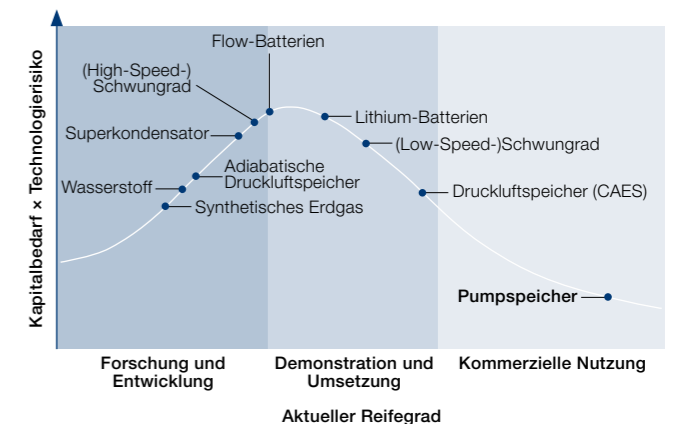 Kapitalbedarf × Technologierisiko
Flow-Batterien
(High-Speed-)
Schwungrad
Superkondensator
Wasserstoff
Adiabatische
Druckluftspeicher
Synthetisches Erdgas
Lithium-Batterien
(Low-Speed-)Schwungrad
Druckluftspeicher (CAES)
Pumpspeicher
Forschung und
Entwicklung
Demonstration und
Umsetzung
Kommerzielle Nutzung
Aktueller Reifegrad